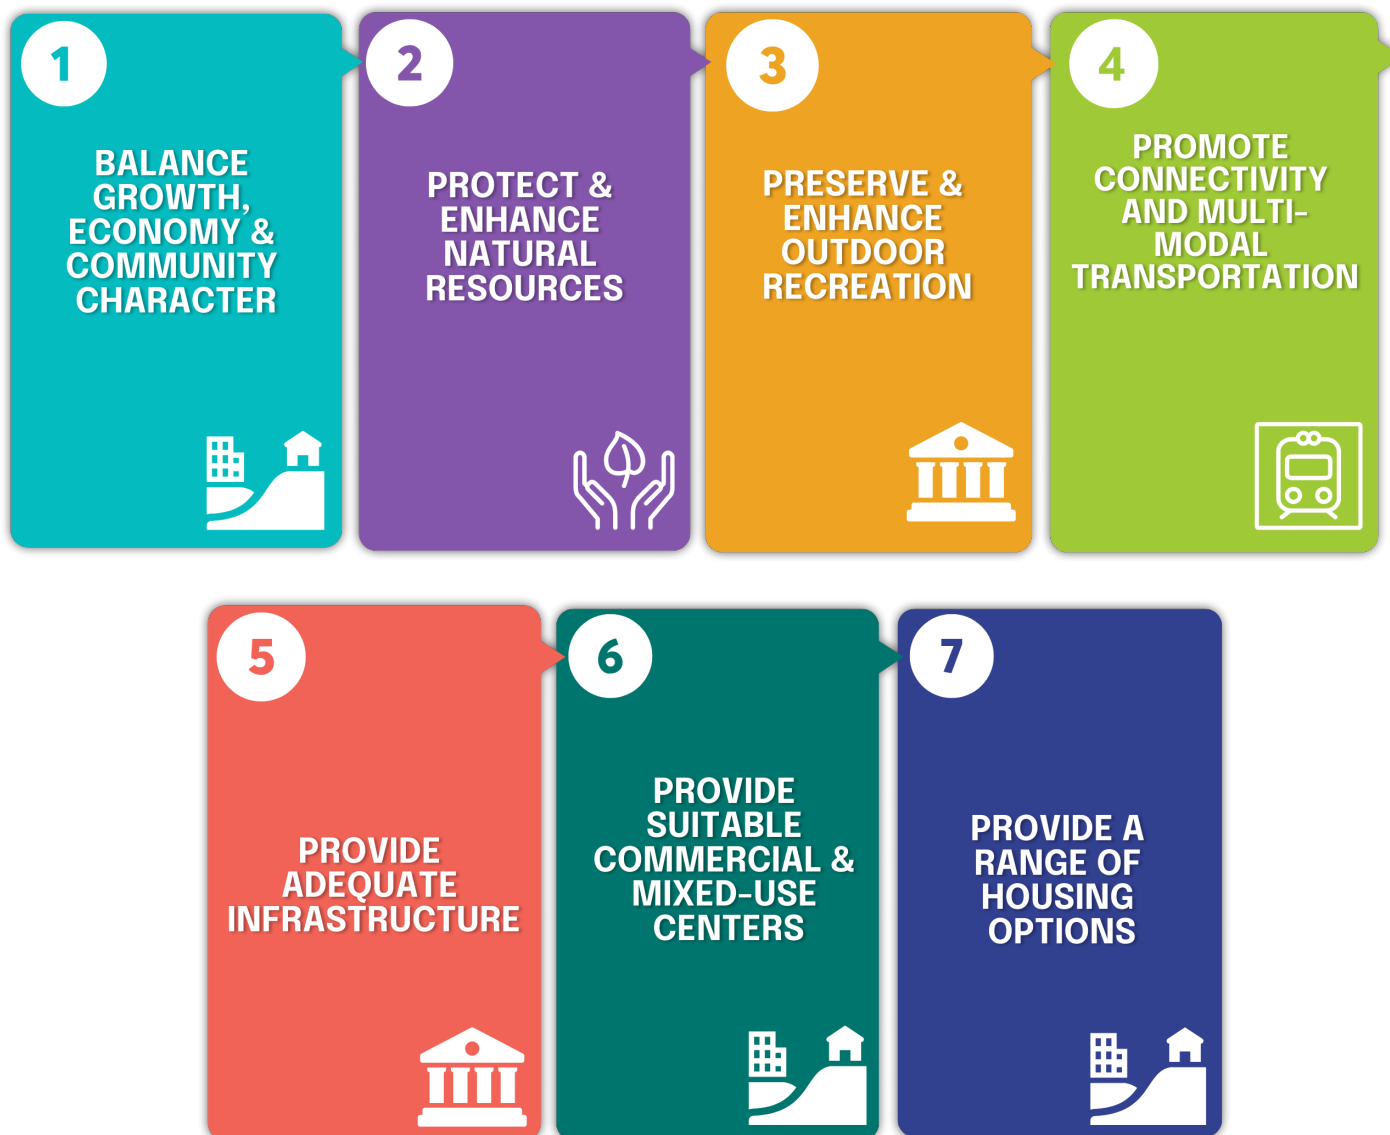 1
BALANCE
GROWTH,
ECONOMY &
COMMUNITY
CHARACTER
2
PROTECT &
ENHANCE
NATURAL
RESOURCES
3
PRESERVE &
ENHANCE
OUTDOOR
RECREATION
4
PROMOTE
CONNECTIVITY
AND MULTI-
MODAL
TRANSPORTATION
5
PROVIDE
ADEQUATE
INFRASTRUCTURE
6
PROVIDE
SUITABLE
COMMERCIAL &
MIXED-USE
CENTERS
7
PROVIDE A
RANGE OF
HOUSING
OPTIONS